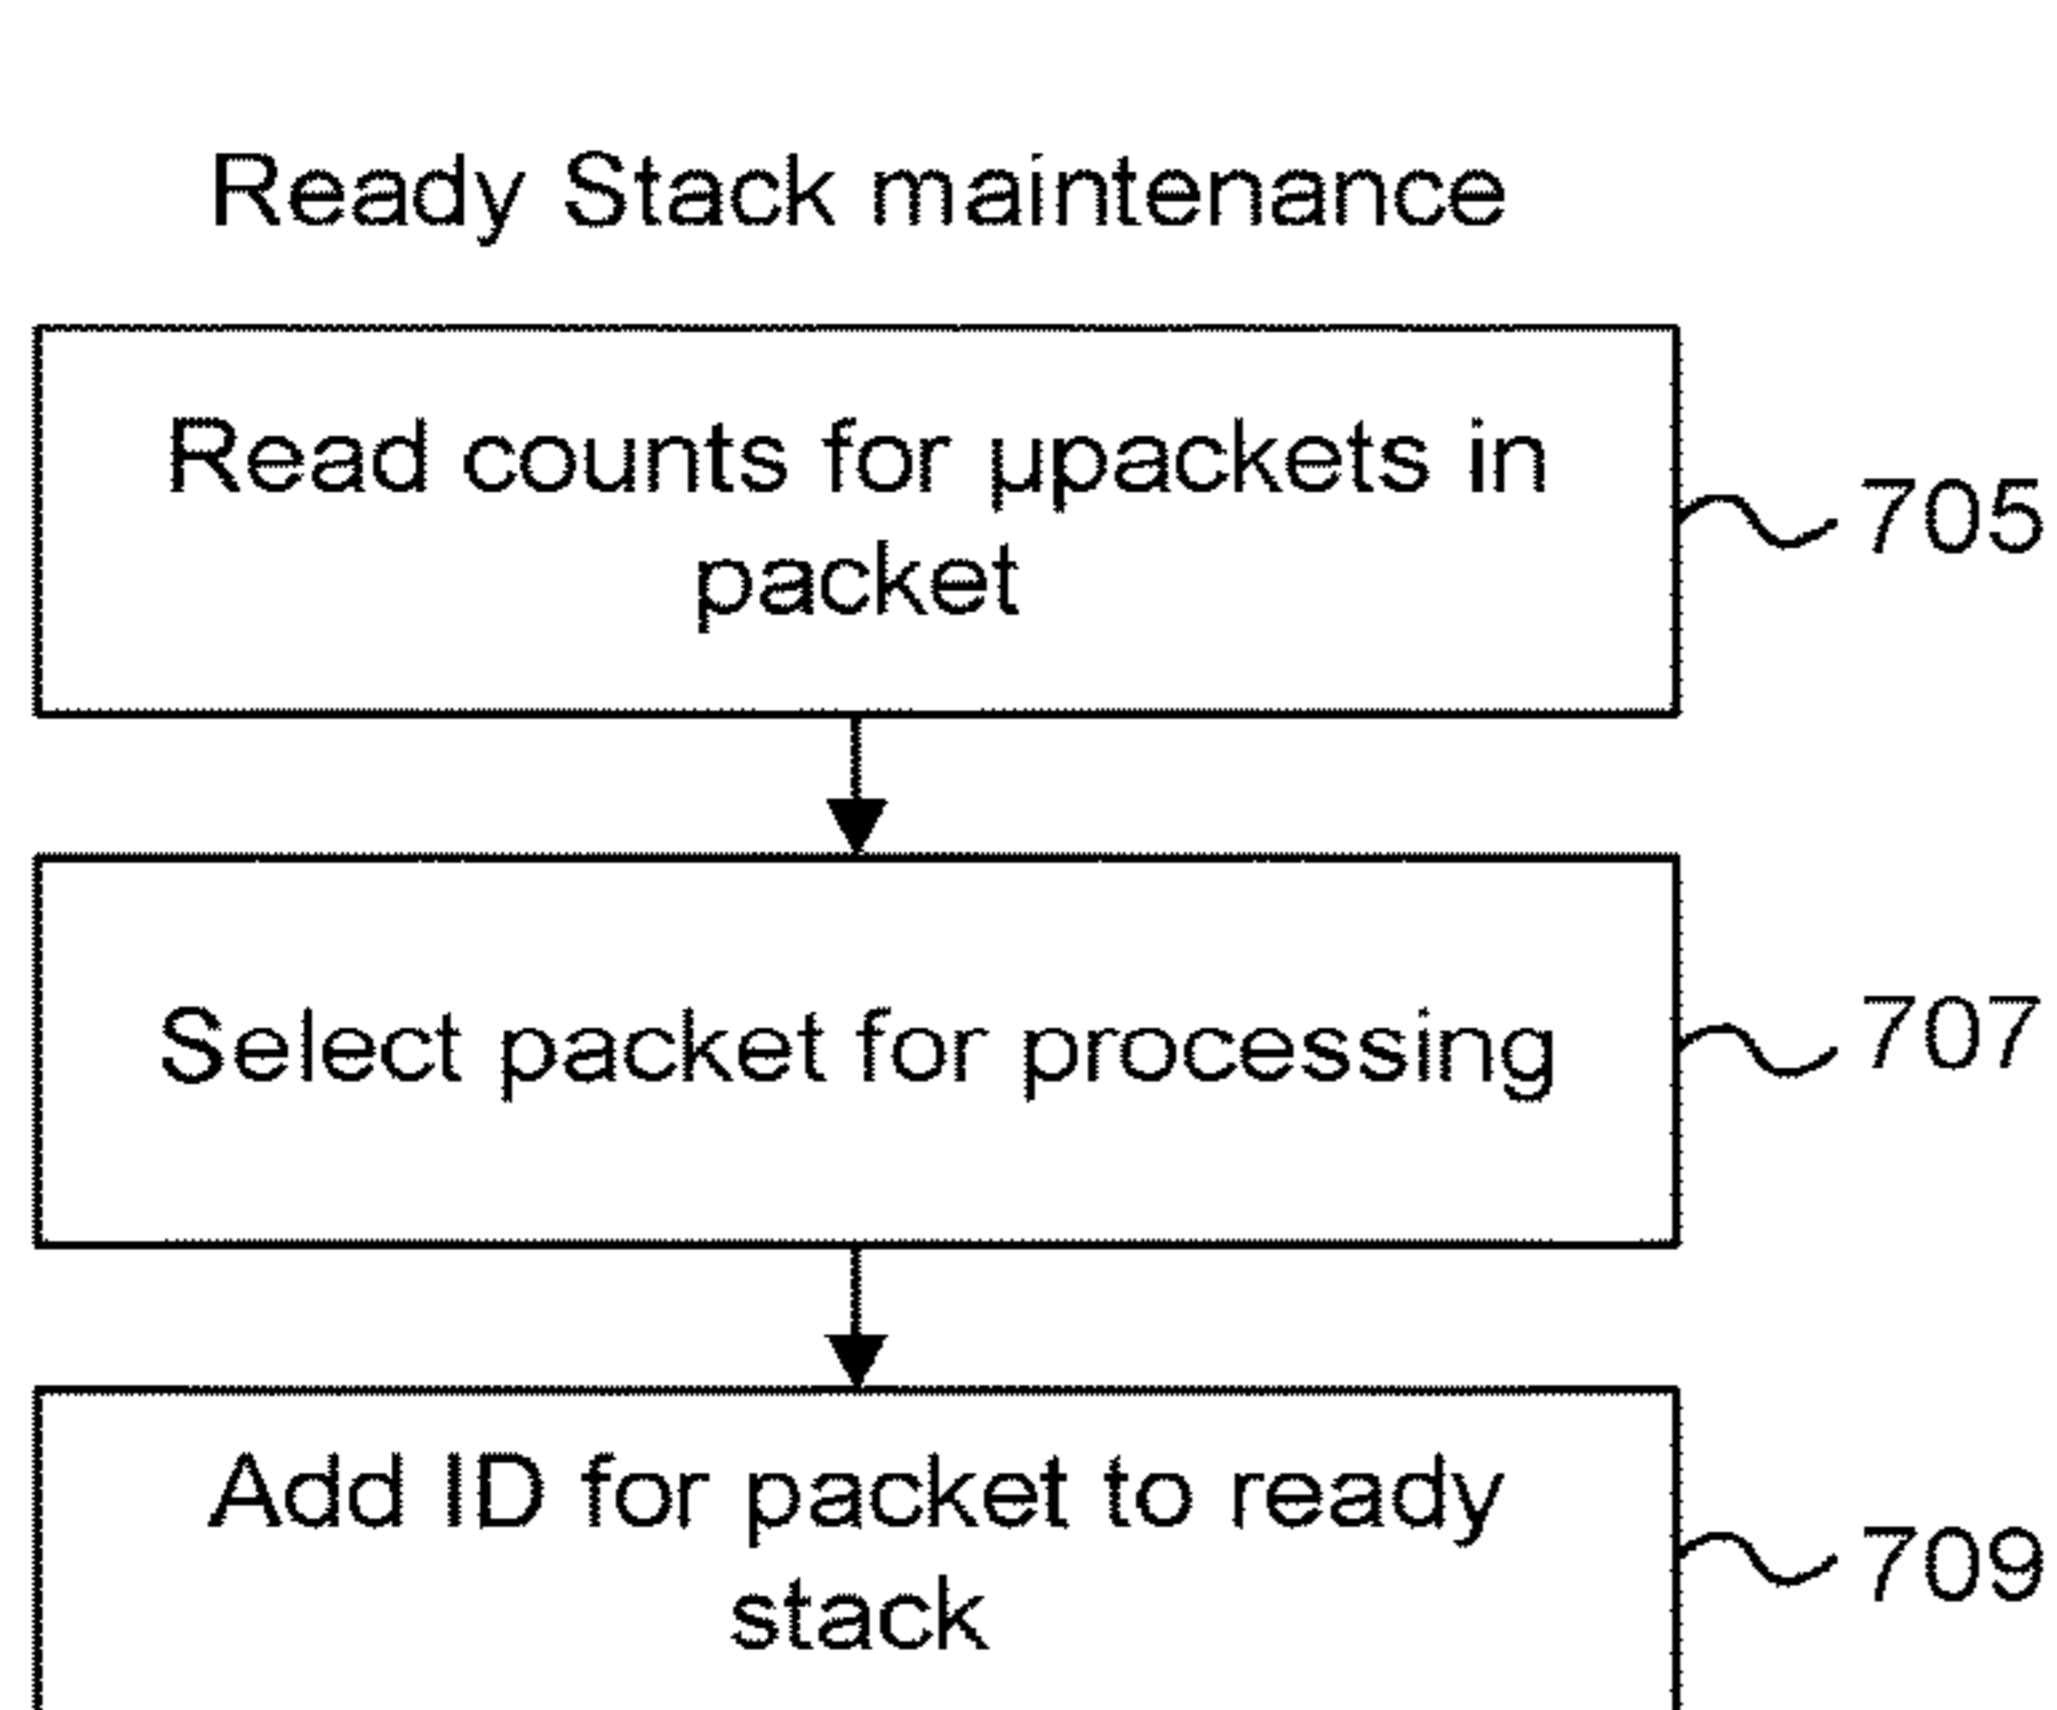 Ready Stack maintenance
Read counts for µpackets in
packet
705
Select packet for processing
707
Add ID for packet to ready
stack
709